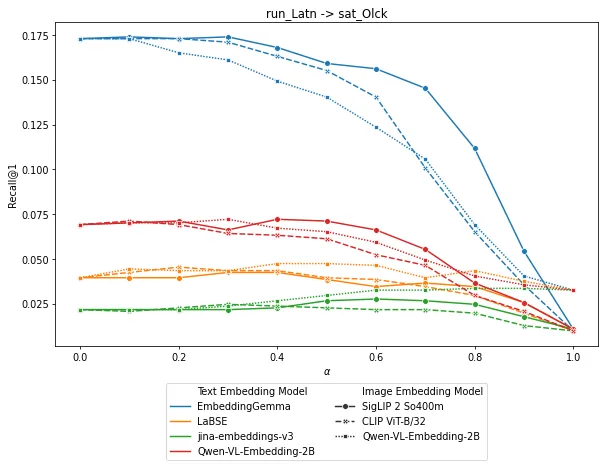 run_Latn -> sat_Olck
0.175
0.150
0.125
0.100
0.075
0.050
0.025
Recall@1
0.0 0.2 0.4 0.6 0.8 1.0
α
Text Embedding Model
EmbeddingGemma
LaBSE
jina-embeddings-v3
Qwen-VL-Embedding-2B
Image Embedding Model
SigLIP 2 So400m
CLIP ViT-B/32
Qwen-VL-Embedding-2B